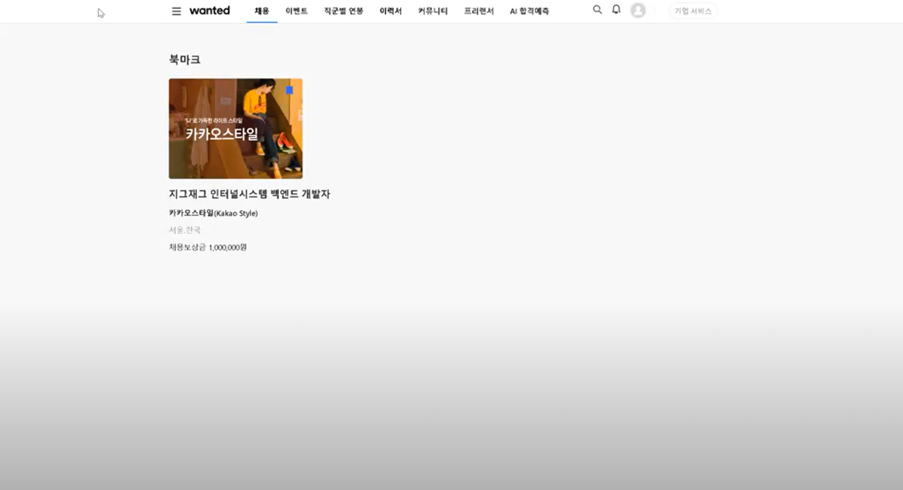 wanted 채용 이벤트 직군별 연봉 이력서 커뮤니티 프리랜서 AI 합격예측 기업 서비스
북마크
카카오스타일
지그재그 인터널시스템 백엔드 개발자
카카오스타일(Kakao Style)
서울.한국
채용보상금 1,000,000원